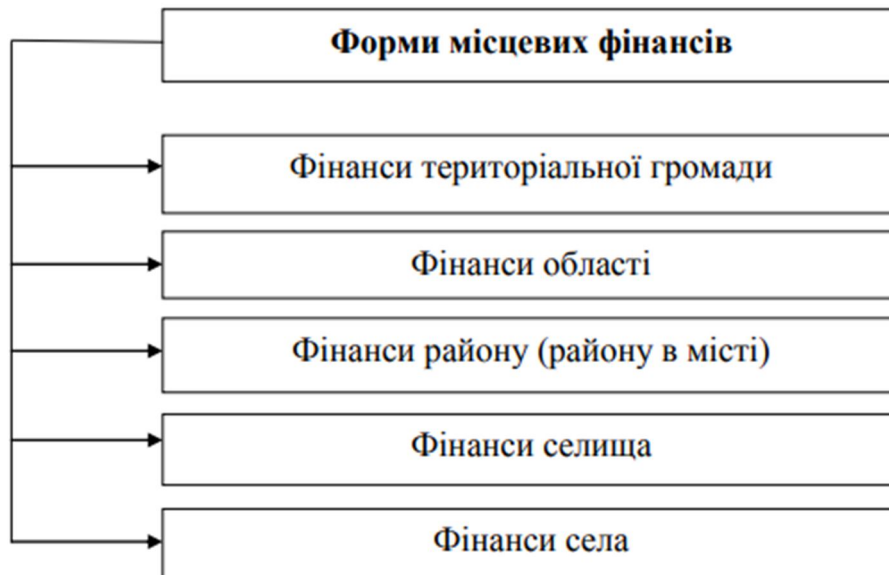 Форми місцевих фінансів
Фінанси територіальної громади
Фінанси області
Фінанси району (району в місті)
Фінанси селища
Фінанси села